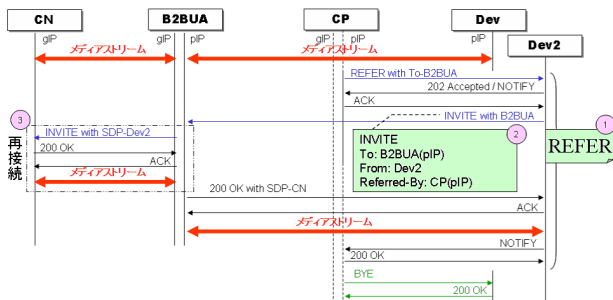 CN
B2BUA
CP
Dev
gIP
gIP
pIP
gIP
pIP
pIP
Dev2
メディアストリーム
メディアストリーム
REFER with To-B2BUA
202 Accepted / NOTIFY
ACK
INVITE with B2BUA
3
INVITE with SDP-Dev2
200 OK
ACK
メディアストリーム
再接続
2
INVITE
To: B2BUA(pIP)
From: Dev2
Referred-By: CP(pIP)
1
REFER
200 OK with SDP-CN
ACK
メディアストリーム
NOTIFY
200 OK
BYE
200 OK